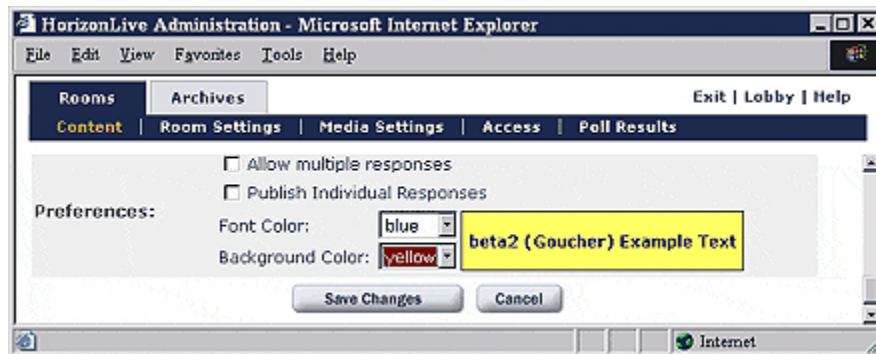 HorizonLive Administration - Microsoft Internet Explorer
File Edit View Favorites Tools Help
Rooms Archives Exit | Lobby | Help
Content | Room Settings | Media Settings | Access | Poll Results
Allow multiple responses
Publish Individual Responses
Preferences:
Font Color: blue
beta2 (Goucher) Example Text
Background Color: yellow
Save Changes Cancel
Internet